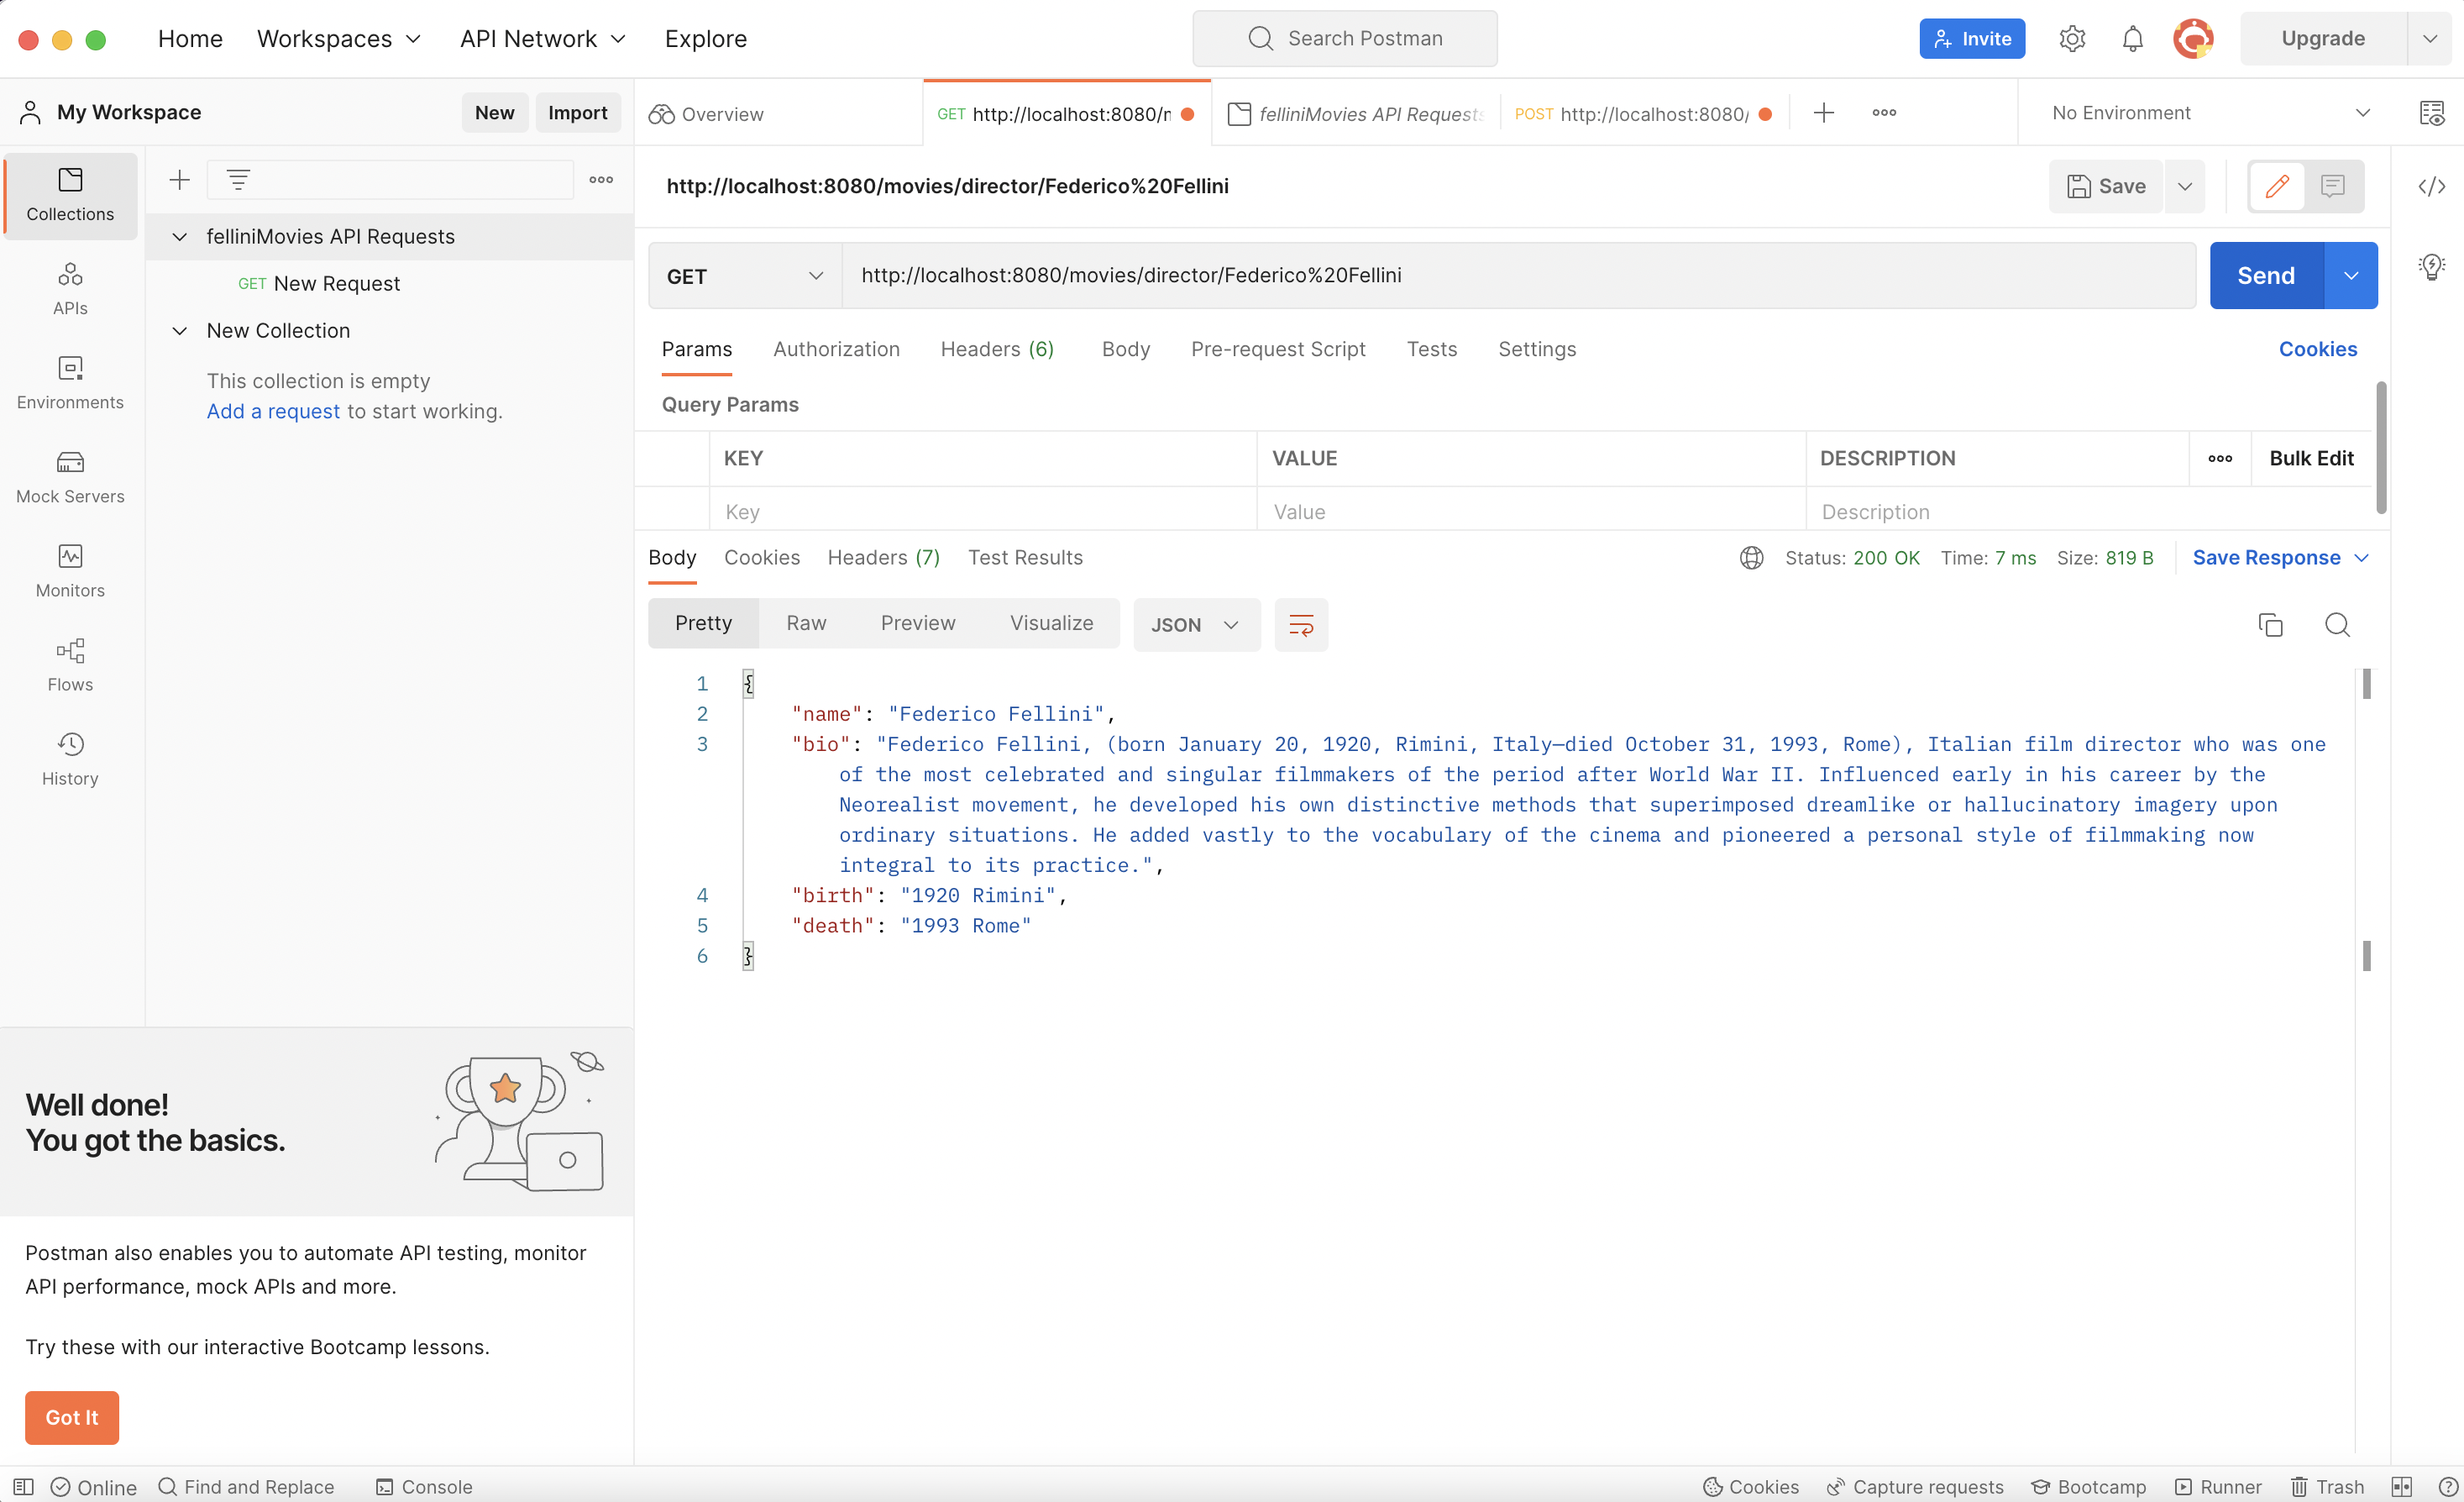 Home
Workspaces
API Network
Explore
Search Postman
Invite
Upgrade
My Workspace
New
Import
Overview
GET http://localhost:8080/
felliniMovies API Requests
POST http://localhost:8080/
No Environment
Collections
APIs
Environments
Mock Servers
Monitors
Flows
History
felliniMovies API Requests
GET New Request
New Collection
This collection is empty
Add a request to start working.
http://localhost:8080/movies/director/Federico%20Fellini
Save
GET
http://localhost:8080/movies/director/Federico%20Fellini
Send
Params
Authorization
Headers (6)
Body
Pre-request Script
Tests
Settings
Cookies
Query Params
KEY
VALUE
DESCRIPTION
Bulk Edit
Key
Value
Description
Body
Cookies
Headers (7)
Test Results
Status: 200 OK
Time: 7 ms
Size: 819 B
Save Response
Pretty
Raw
Preview
Visualize
JSON
1 {
2 "name": "Federico Fellini",
3 "bio": "Federico Fellini, (born January 20, 1920, Rimini, Italy—died October 31, 1993, Rome), Italian film director who was one
of the most celebrated and singular filmmakers of the period after World War II. Influenced early in his career by the
Neorealist movement, he developed his own distinctive methods that superimposed dreamlike or hallucinatory imagery upon
ordinary situations. He added vastly to the vocabulary of the cinema and pioneered a personal style of filmmaking now
integral to its practice.",
4 "birth": "1920 Rimini",
5 "death": "1993 Rome"
6 }
Well done!
You got the basics.
Postman also enables you to automate API testing, monitor
API performance, mock APIs and more.
Try these with our interactive Bootcamp lessons.
Got It
Online
Find and Replace
Console
Cookies
Capture requests
Bootcamp
Runner
Trash